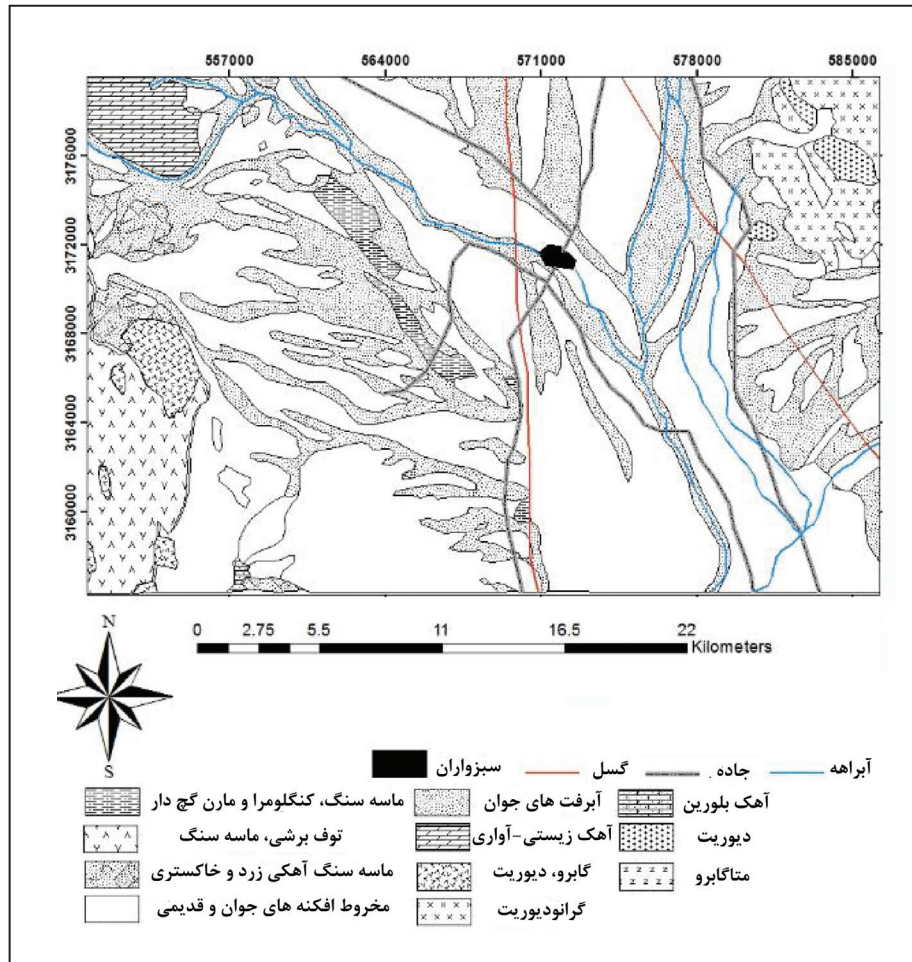 557000 564000 571000 578000 585000
3176000
3172000
3168000
3164000
3160000
0 2.75 5.5 11 16.5 22
Kilometers
N
S
آبراهه جاده گسل سبزواران
آهک بلورین آبرفت های جوان ماسه سنگ، کنگلومرا و مارن گچ دار
دیوریت آهک زیستی-آواری توف برشی، ماسه سنگ
متاگابرو گابرو، دیوریت ماسه سنگ آهکی زرد و خاکستری
گرانودیوریت مخروط افکنه های جوان و قدیمی